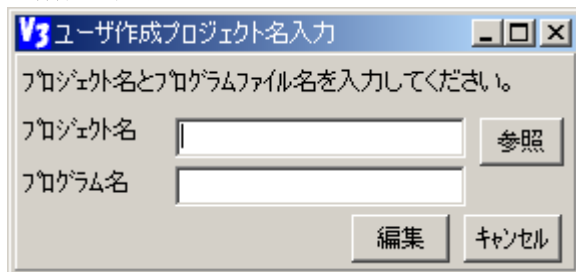 V3 ユーザ作成プロジェクト名入力
ﾌﾟﾛｼﾞｪｸﾄ名とﾌﾟﾛｸﾞﾗﾑﾌｧｲﾙ名を入力してください。
ﾌﾟﾛｼﾞｪｸﾄ名
参照
ﾌﾟﾛｸﾞﾗﾑ名
編集 ｷｬﾝｾﾙ